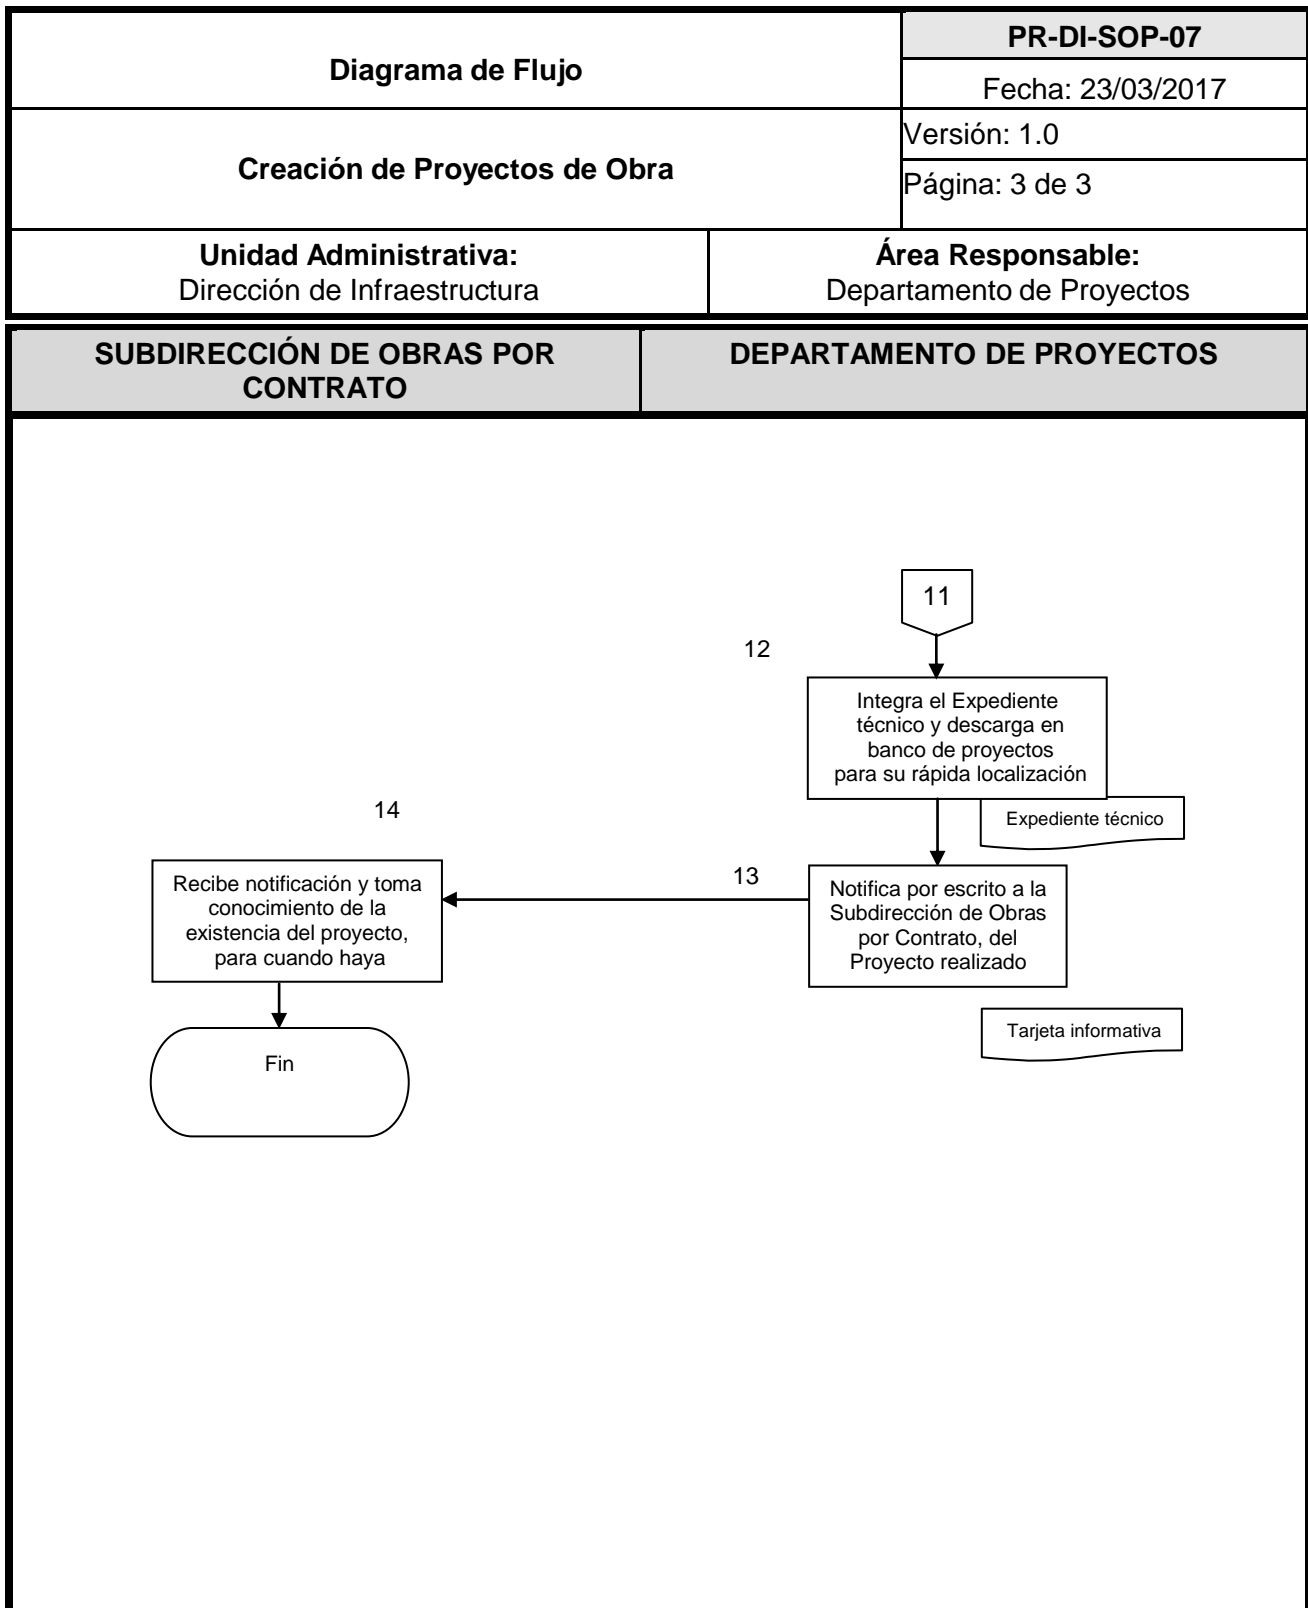 Diagrama de Flujo
PR-DI-SOP-07
Fecha: 23/03/2017
Creación de Proyectos de Obra
Versión: 1.0
Página: 3 de 3
Unidad Administrativa:
Dirección de Infraestructura
Área Responsable:
Departamento de Proyectos
SUBDIRECCIÓN DE OBRAS POR
CONTRATO
DEPARTAMENTO DE PROYECTOS
11
12
Integra el Expediente
técnico y descarga en
banco de proyectos
para su rápida localización
Expediente técnico
13
Notifica por escrito a la
Subdirección de Obras
por Contrato, del
Proyecto realizado
Tarjeta informativa
14
Recibe notificación y toma
conocimiento de la
existencia del proyecto,
para cuando haya
Fin